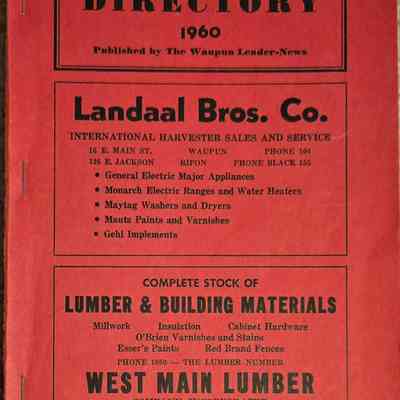 DIRECTORY
1960
Published by The Waupun Leader-News
Landaal Bros. Co.
INTERNATIONAL HARVESTER SALES AND SERVICE
16 E. MAIN ST. WAUPUN PHONE 104
126 E. JACKSON RIPON PHONE BLACK 155
• General Electric Major Appliances
• Monarch Electric Ranges and Water Heaters
• Maytag Washers and Dryers
• Mautz Paints and Varnishes
• Gehl Implements
COMPLETE STOCK OF
LUMBER & BUILDING MATERIALS
Millwork Insulation Cabinet Hardware
O'Brien Varnishes and Stains
Esser's Paints Red Brand Fences
PHONE 1050 — THE LUMBER NUMBER
WEST MAIN LUMBER